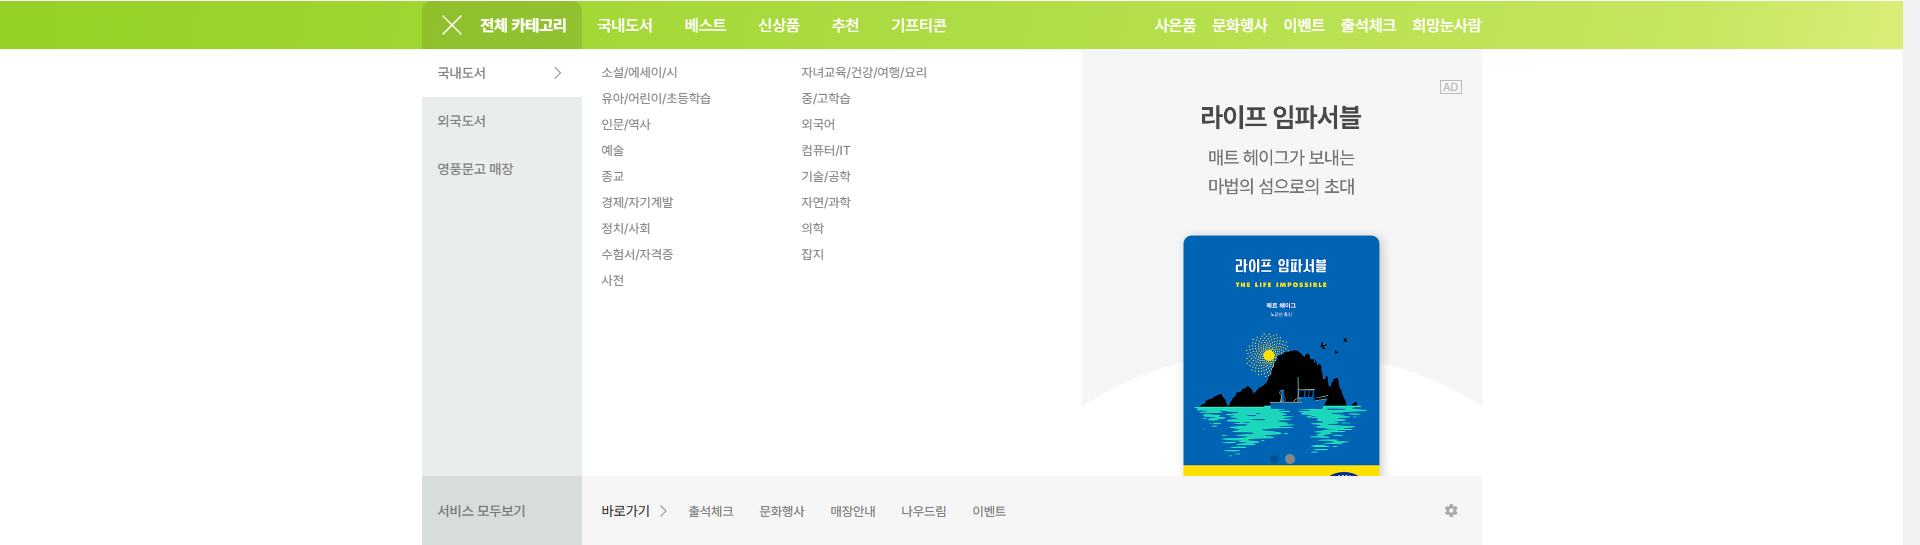 전체 카테고리 국내도서 베스트 신상품 추천 기프티콘 사온품 문화행사 이벤트 출석체크 희망눈사람
국내도서
외국도서
영풍문고 매장
소설/에세이/시
유아/어린이/초등학습
인문/역사
예술
종교
경제/자기계발
정치/사회
수험서/자격증
사전
자녀교육/건강/여행/요리
중/고학습
외국어
컴퓨터/IT
기술/공학
자연/과학
의학
잡지
AD
라이프 임파서블
매트 헤이그가 보내는
마법의 섬으로의 초대
라이프 임파서블
THE LIFE IMPOSSIBLE
매트 헤이그
서비스 모두보기
바로가기 출석체크 문화행사 매장안내 나우드림 이벤트